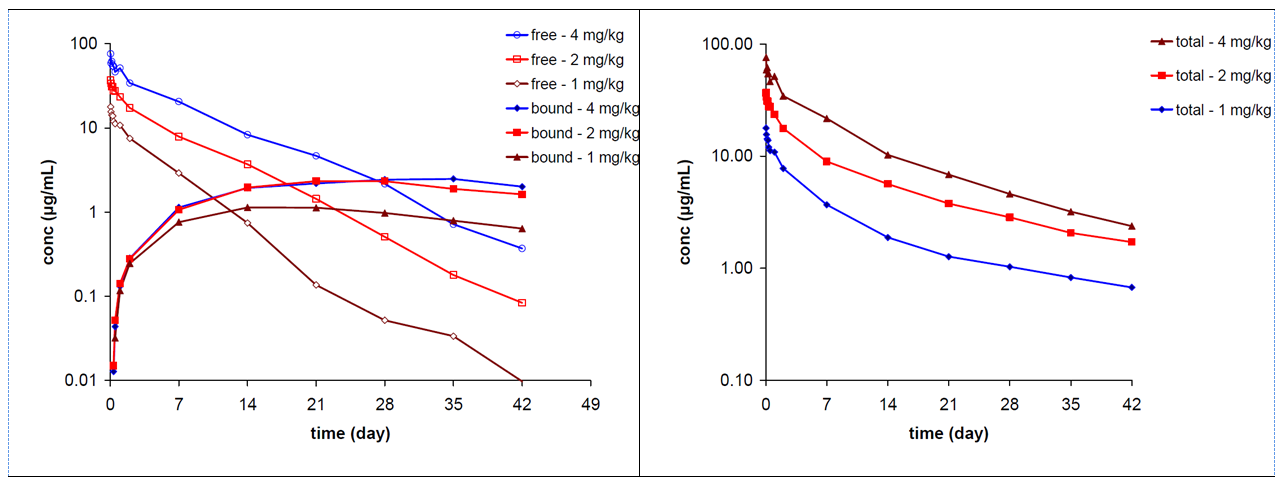 free - 4 mg/kg
free - 2 mg/kg
free - 1 mg/kg
bound - 4 mg/kg
bound - 2 mg/kg
bound - 1 mg/kg
conc (µg/mL)
100
10
1
0.1
0.01
0 7 14 21 28 35 42 49
time (day)
total - 4 mg/kg
total - 2 mg/kg
total - 1 mg/kg
conc (µg/mL)
100.00
10.00
1.00
0.10
0 7 14 21 28 35 42
time (day)